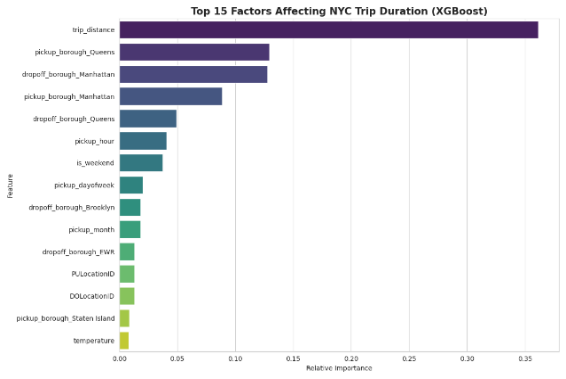 Top 15 Factors Affecting NYC Trip Duration (XGBoost)
trip_distance
pickup_borough_Queens
dropoff_borough_Manhattan
pickup_borough_Manhattan
dropoff_borough_Queens
pickup_hour
is_weekend
pickup_dayofweek
dropoff_borough_Brooklyn
pickup_month
dropoff_borough_EWR
PULocationID
DOLocationID
pickup_borough_Staten Island
temperature
Feature
0.00 0.05 0.10 0.15 0.20 0.25 0.30 0.35
Relative Importance